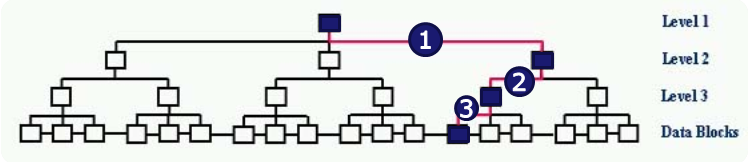 Level 1
1
Level 2
2
Level 3
3
Data Blocks